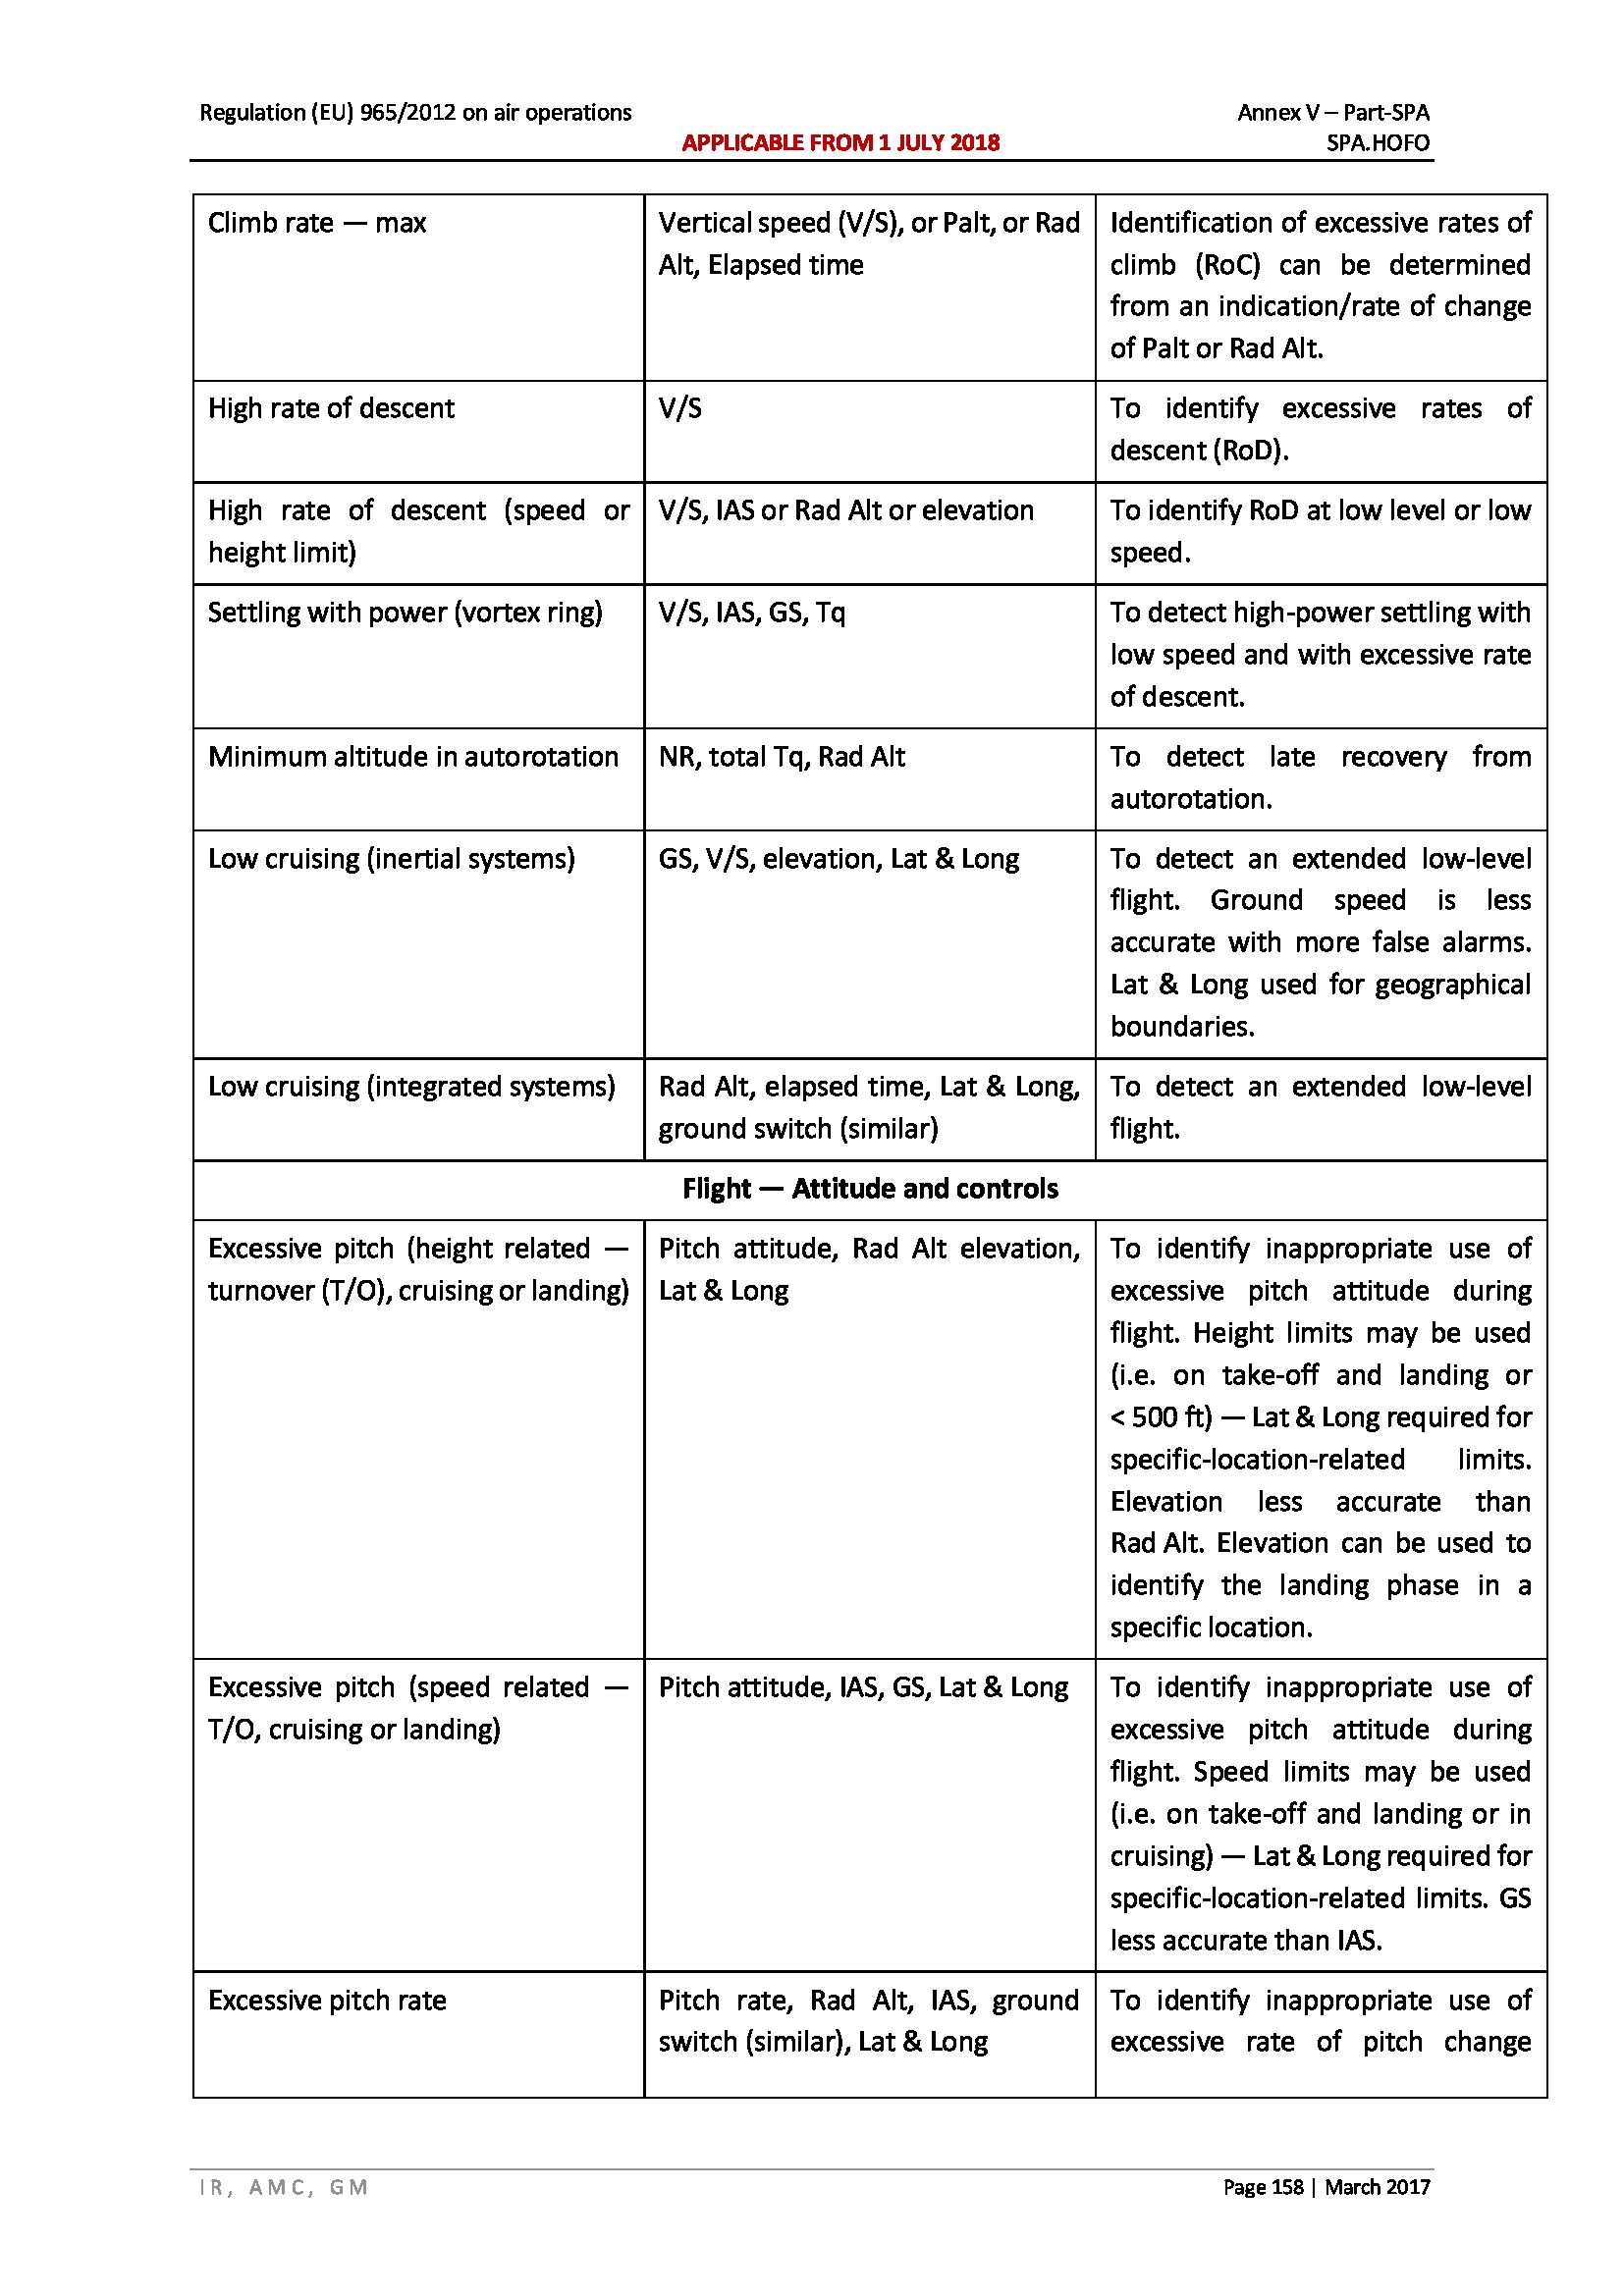 Regulation (EU) 965/2012 on air operations
Annex V – Part-SPA
APPLICABLE FROM 1 JULY 2018
SPA.HOFO
Climb rate — max
Vertical speed (V/S), or Palt, or Rad
Alt, Elapsed time
Identification of excessive rates of
climb (RoC) can be determined
from an indication/rate of change
of Palt or Rad Alt.
High rate of descent
V/S
To identify excessive rates of
descent (RoD).
High rate of descent (speed or
height limit)
V/S, IAS or Rad Alt or elevation
To identify RoD at low level or low
speed.
Settling with power (vortex ring)
V/S, IAS, GS, Tq
To detect high-power settling with
low speed and with excessive rate
of descent.
Minimum altitude in autorotation
NR, total Tq, Rad Alt
To detect late recovery from
autorotation.
Low cruising (inertial systems)
GS, V/S, elevation, Lat & Long
To detect an extended low-level
flight. Ground speed is less
accurate with more false alarms.
Lat & Long used for geographical
boundaries.
Low cruising (integrated systems)
Rad Alt, elapsed time, Lat & Long,
ground switch (similar)
To detect an extended low-level
flight.
Flight — Attitude and controls
Excessive pitch (height related —
turnover (T/O), cruising or landing)
Pitch attitude, Rad Alt elevation,
Lat & Long
To identify inappropriate use of
excessive pitch attitude during
flight. Height limits may be used
(i.e. on take-off and landing or
< 500 ft) — Lat & Long required for
specific-location-related limits.
Elevation less accurate than
Rad Alt. Elevation can be used to
identify the landing phase in a
specific location.
Excessive pitch (speed related —
T/O, cruising or landing)
Pitch attitude, IAS, GS, Lat & Long
To identify inappropriate use of
excessive pitch attitude during
flight. Speed limits may be used
(i.e. on take-off and landing or in
cruising) — Lat & Long required for
specific-location-related limits. GS
less accurate than IAS.
Excessive pitch rate
Pitch rate, Rad Alt, IAS, ground
switch (similar), Lat & Long
To identify inappropriate use of
excessive rate of pitch change
IR, AMC, GM
Page 158 | March 2017